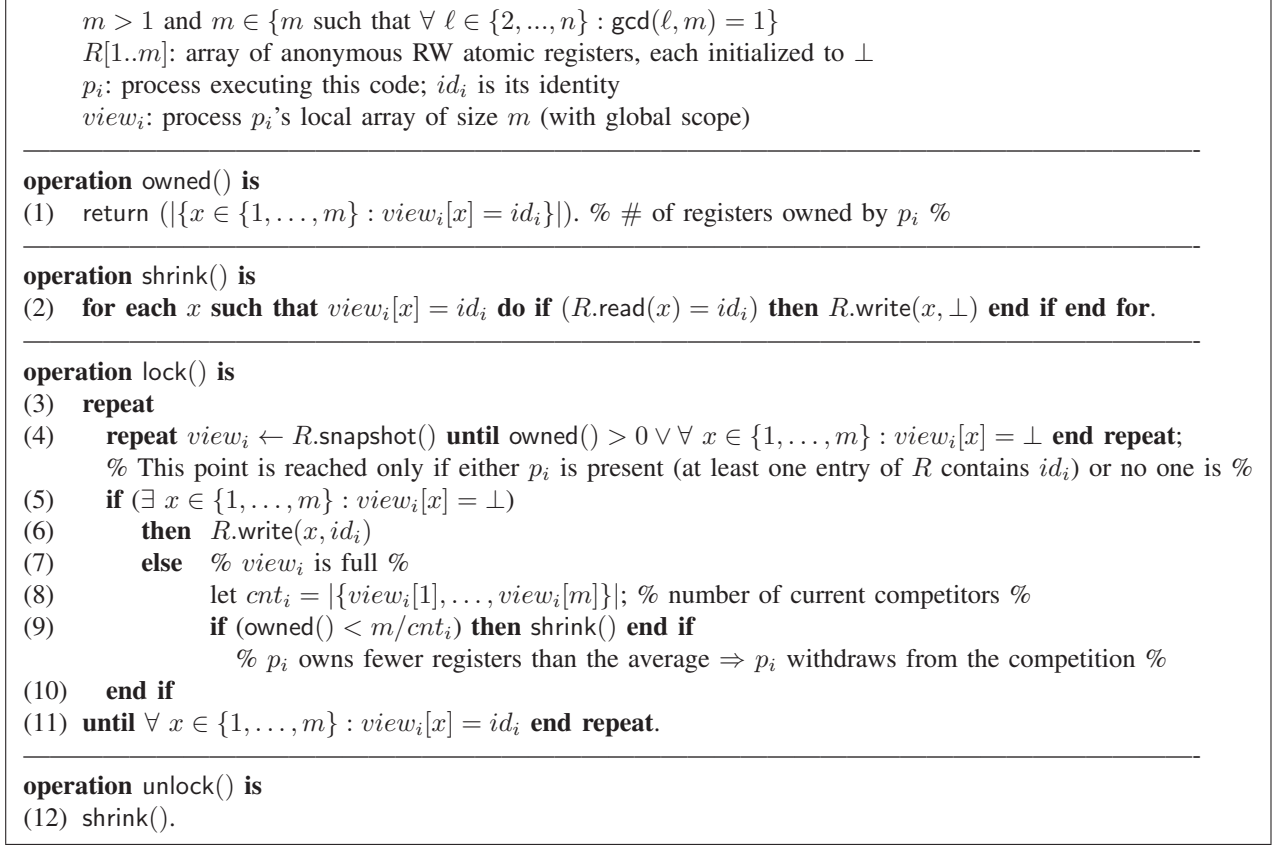 m > 1 and m ∈ {m such that ∀ ℓ ∈ {2, ..., n} : gcd(ℓ, m) = 1}
R[1..m]: array of anonymous RW atomic registers, each initialized to ⊥
p_i: process executing this code; id_i is its identity
view_i: process p_i's local array of size m (with global scope)
operation owned() is
(1) return (|{x ∈ {1, . . . , m} : view_i[x] = id_i}|). % # of registers owned by p_i %
operation shrink() is
(2) for each x such that view_i[x] = id_i do if (R.read(x) = id_i) then R.write(x, ⊥) end if end for.
operation lock() is
(3) repeat
(4) repeat view_i ← R.snapshot() until owned() > 0 ∨ ∀ x ∈ {1, . . . , m} : view_i[x] = ⊥ end repeat;
% This point is reached only if either p_i is present (at least one entry of R contains id_i) or no one is %
(5) if (∃ x ∈ {1, . . . , m} : view_i[x] = ⊥)
(6) then R.write(x, id_i)
(7) else % view_i is full %
(8) let cnt_i = |{view_i[1], . . . , view_i[m]}|; % number of current competitors %
(9) if (owned() < m/cnt_i) then shrink() end if
% p_i owns fewer registers than the average ⇒ p_i withdraws from the competition %
(10) end if
(11) until ∀ x ∈ {1, . . . , m} : view_i[x] = id_i end repeat.
operation unlock() is
(12) shrink().